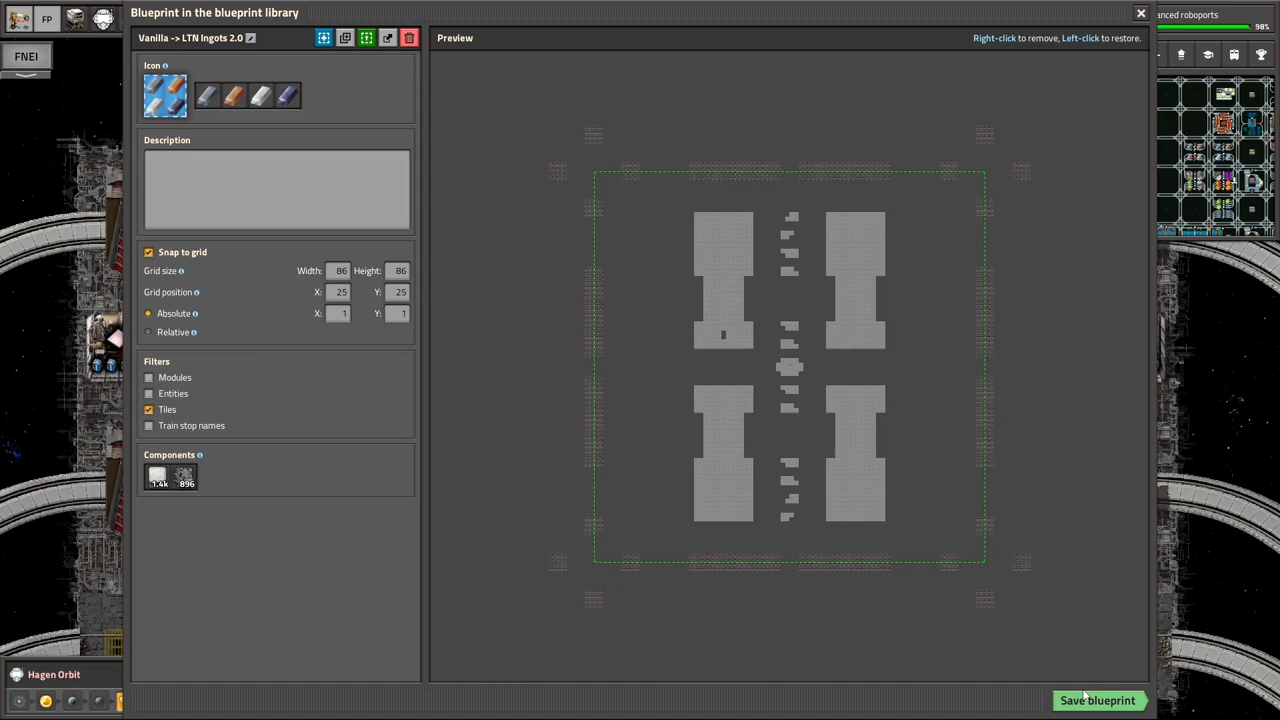 Blueprint in the blueprint library
FP
anced roboports
98%
FNEI
Vanilla -> LTN Ingots 2.0
Preview
Right-click to remove, Left-click to restore.
Icon
Description
Snap to grid
Grid size Width: 86 Height: 86
Grid position X: 25 Y: 25
Absolute X: 1 Y: 1
Relative
Filters
Modules
Entities
Tiles
Train stop names
Components
1.4k 896
Hagen Orbit
Save blueprint